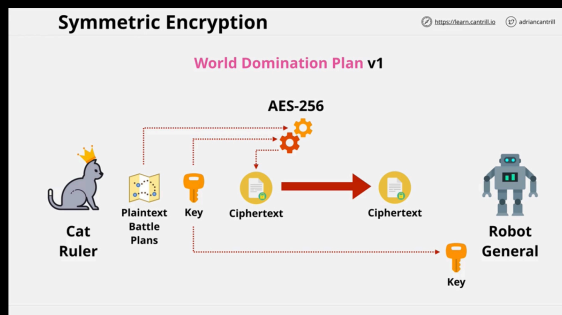 Symmetric Encryption
https://learn.cantrill.io
adriancantrill
World Domination Plan v1
AES-256
Plaintext
Battle
Plans
Key
Ciphertext
Ciphertext
Cat
Ruler
Robot
General
Key